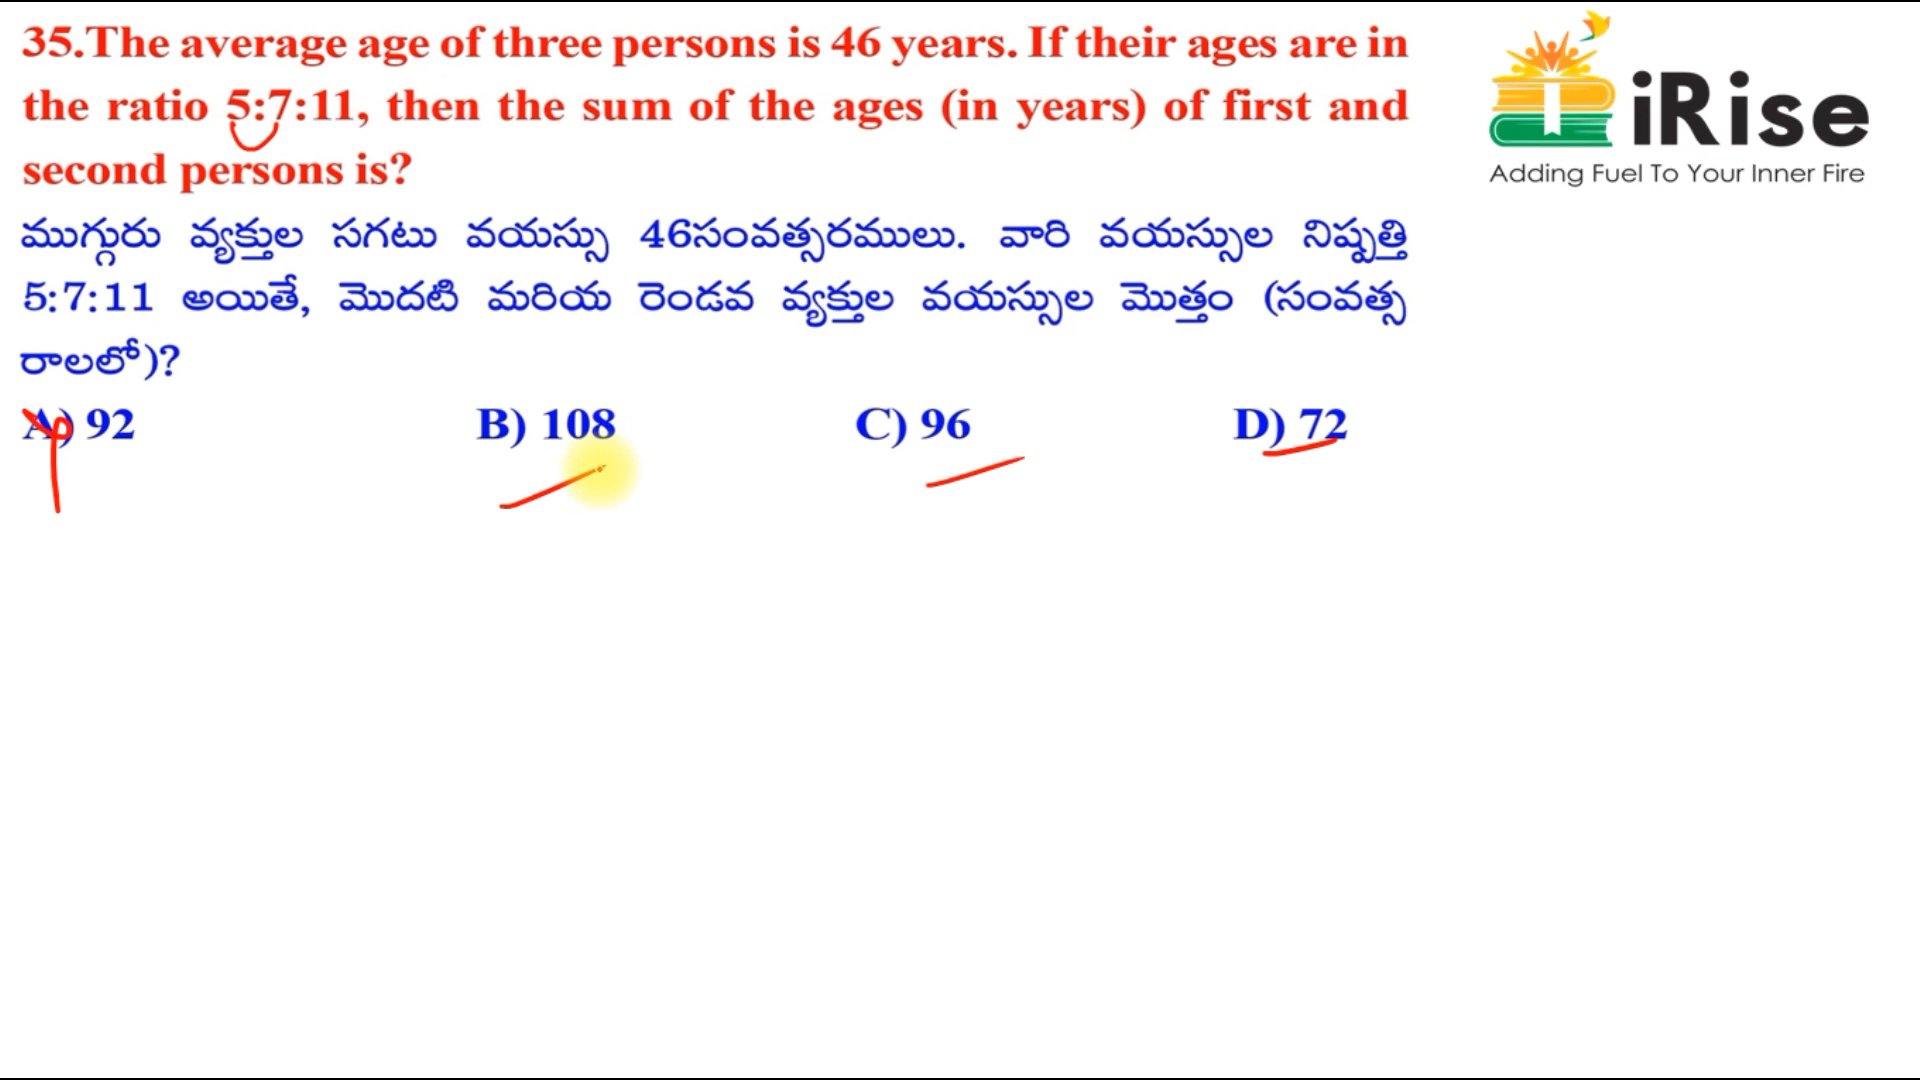 35.The average age of three persons is 46 years. If their ages are in
the ratio 5:7:11, then the sum of the ages (in years) of first and
second persons is?
ముగ్గురు వ్యక్తుల సగటు వయస్సు 46సంవత్సరములు. వారి వయస్సుల నిష్పత్తి
5:7:11 అయితే, మొదటి మరియ రెండవ వ్యక్తుల వయస్సుల మొత్తం (సంవత్స
రాలలో)?
A) 92 B) 108 C) 96 D) 72
iRise
Adding Fuel To Your Inner Fire